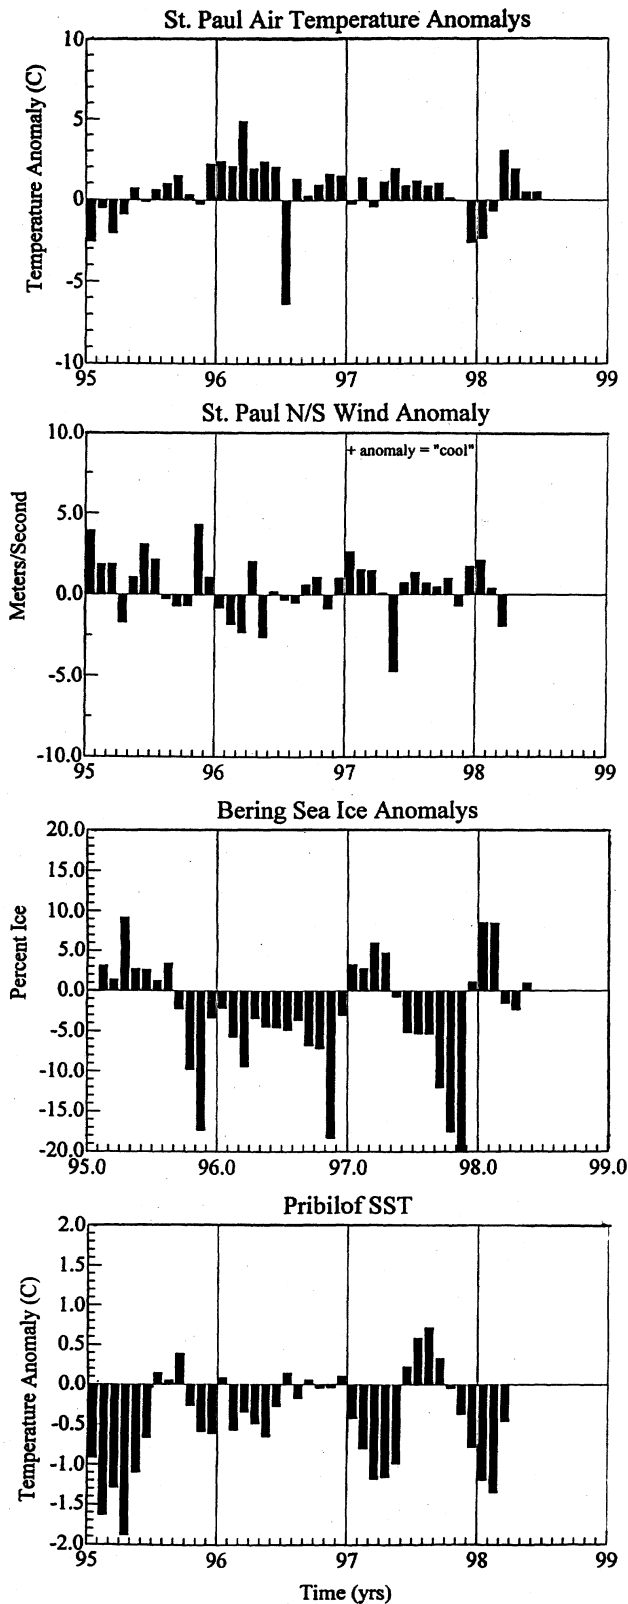 St. Paul Air Temperature Anomalys
10
5
0
-5
-10
Temperature Anomaly (C)
95 96 97 98 99
St. Paul N/S Wind Anomaly
10.0
+ anomaly = "cool"
5.0
0.0
-5.0
-10.0
Meters/Second
95 96 97 98 99
Bering Sea Ice Anomalys
20.0
15.0
10.0
5.0
0.0
-5.0
-10.0
-15.0
-20.0
Percent Ice
95.0 96.0 97.0 98.0 99.0
Pribilof SST
2.0
1.5
1.0
0.5
0.0
-0.5
-1.0
-1.5
-2.0
Temperature Anomaly (C)
95 96 97 98 99
Time (yrs)